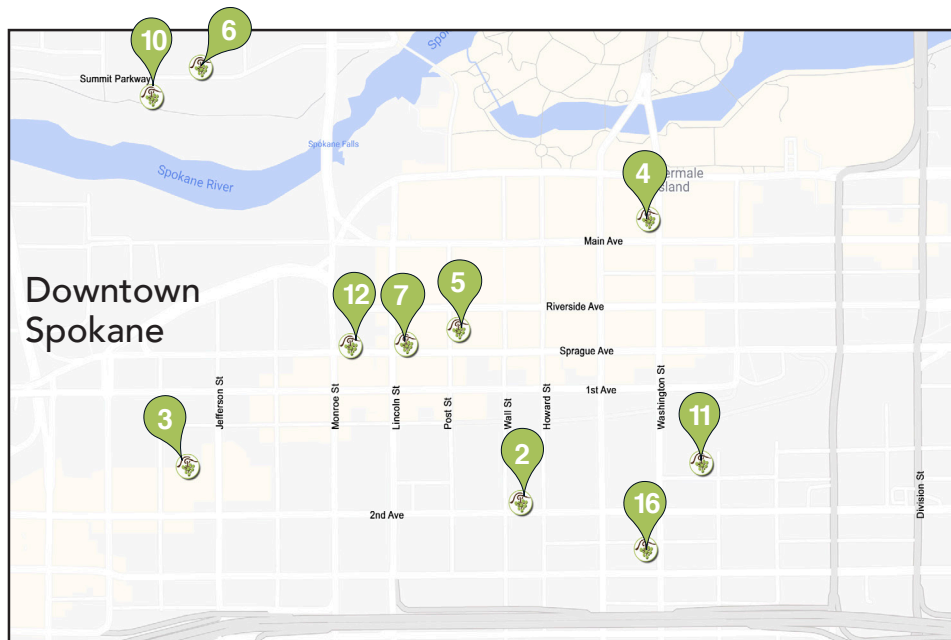 10
6
Spo
Summit Parkway
Spokane Falls
Spokane River
4
ermale
sland
Main Ave
Downtown
Spokane
12
7
5
Riverside Ave
Sprague Ave
1st Ave
Jefferson St
Monroe St
Lincoln St
Post St
Wall St
Howard St
Washington St
3
11
2
16
2nd Ave
Division St